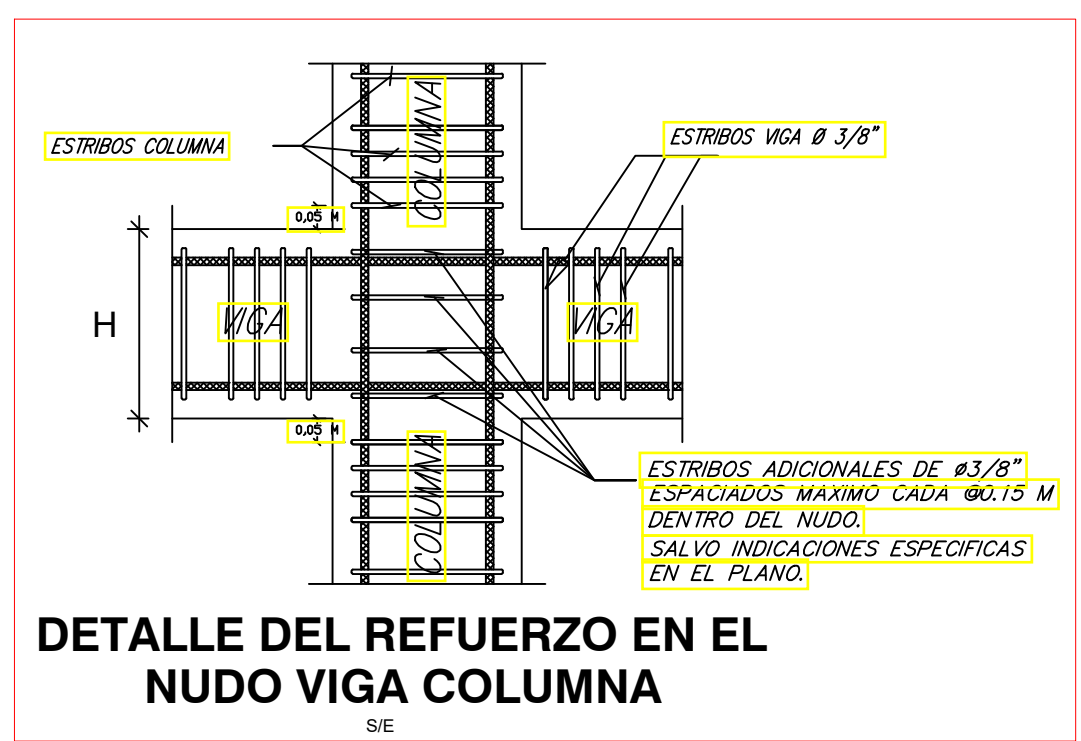 COLUMNA
ESTRIBOS COLUMNA
ESTRIBOS VIGA Ø 3/8"
0,05 M
H
VIGA
VIGA
0,05 M
COLUMNA
ESTRIBOS ADICIONALES DE ø3/8"
ESPACIADOS MAXIMO CADA @0.15 M
DENTRO DEL NUDO.
SALVO INDICACIONES ESPECIFICAS
EN EL PLANO.
DETALLE DEL REFUERZO EN EL
NUDO VIGA COLUMNA
S/E